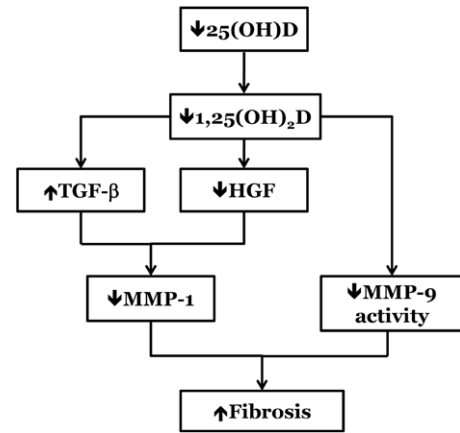 ↓25(OH)D
↓1,25(OH)₂D
↑TGF-β
↓HGF
↓MMP-1
↓MMP-9
activity
↑Fibrosis